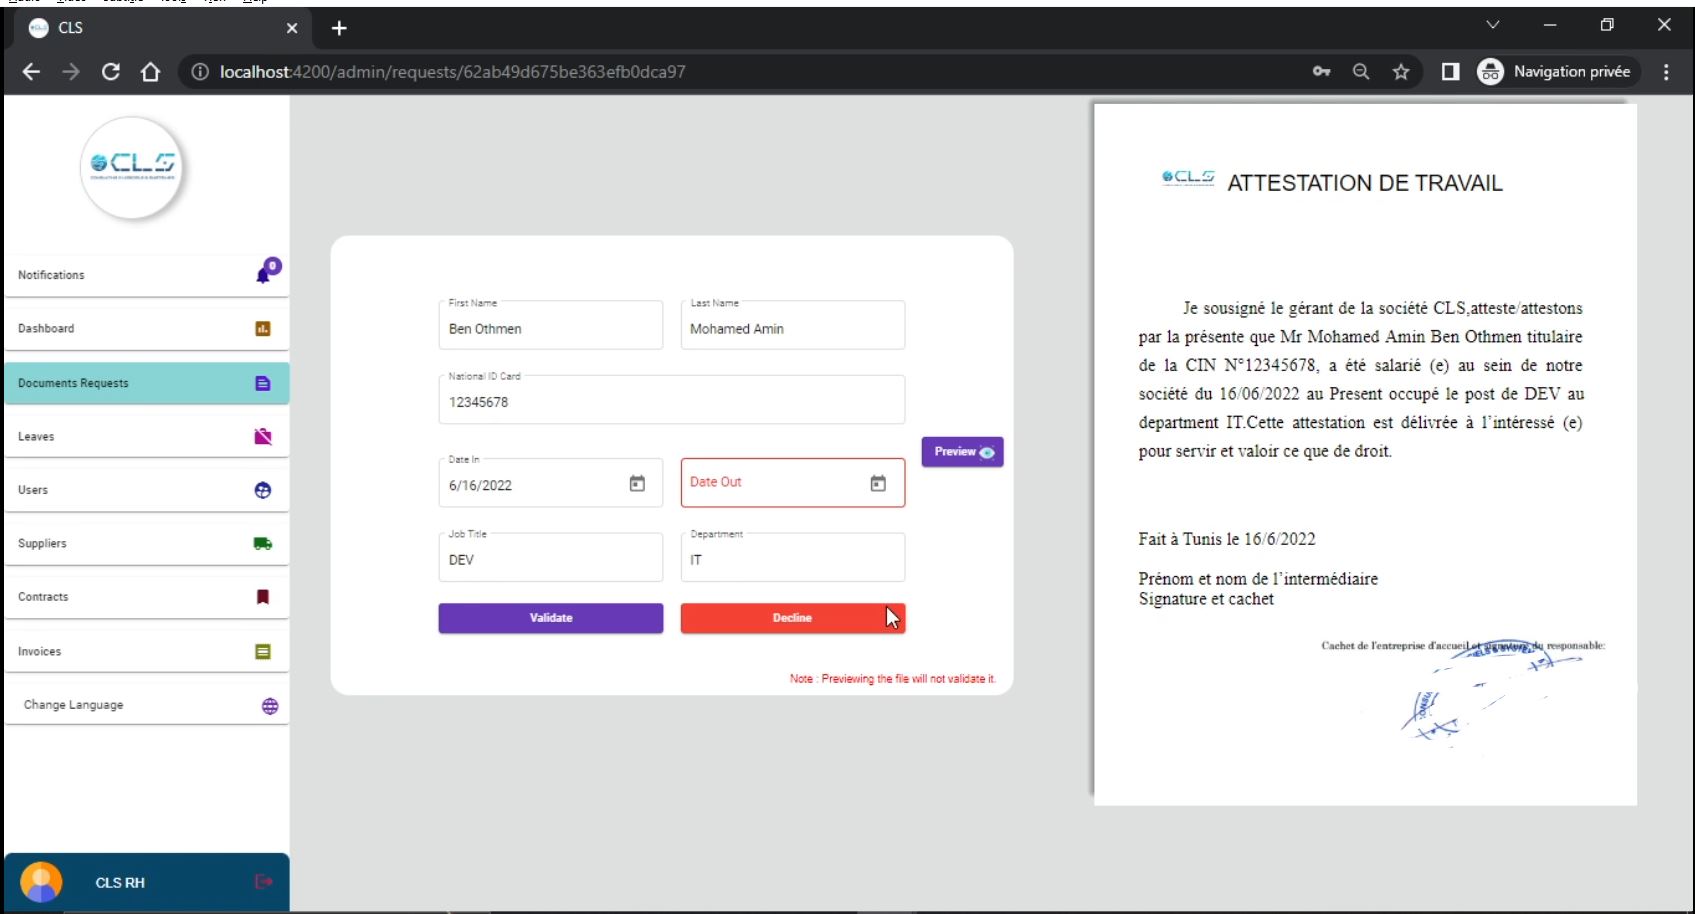 CLS
localhost:4200/admin/requests/62ab49d675be363efb0dca97
Navigation privée
CLS
Notifications
0
Dashboard
Documents Requests
Leaves
Users
Suppliers
Contracts
Invoices
Change Language
CLS RH
First Name
Ben Othmen
Last Name
Mohamed Amin
National ID Card
12345678
Date In
6/16/2022
Date Out
Preview
Job Title
DEV
Department
IT
Validate
Decline
Note : Previewing the file will not validate it.
CLS
ATTESTATION DE TRAVAIL
Je sousigné le gérant de la société CLS,atteste/attestons
par la présente que Mr Mohamed Amin Ben Othmen titulaire
de la CIN N°12345678, a été salarié (e) au sein de notre
société du 16/06/2022 au Present occupé le post de DEV au
department IT.Cette attestation est délivrée à l'intéressé (e)
pour servir et valoir ce que de droit.
Fait à Tunis le 16/6/2022
Prénom et nom de l'intermédiaire
Signature et cachet
Cachet de l'entreprise d'accueil et signature du responsable: